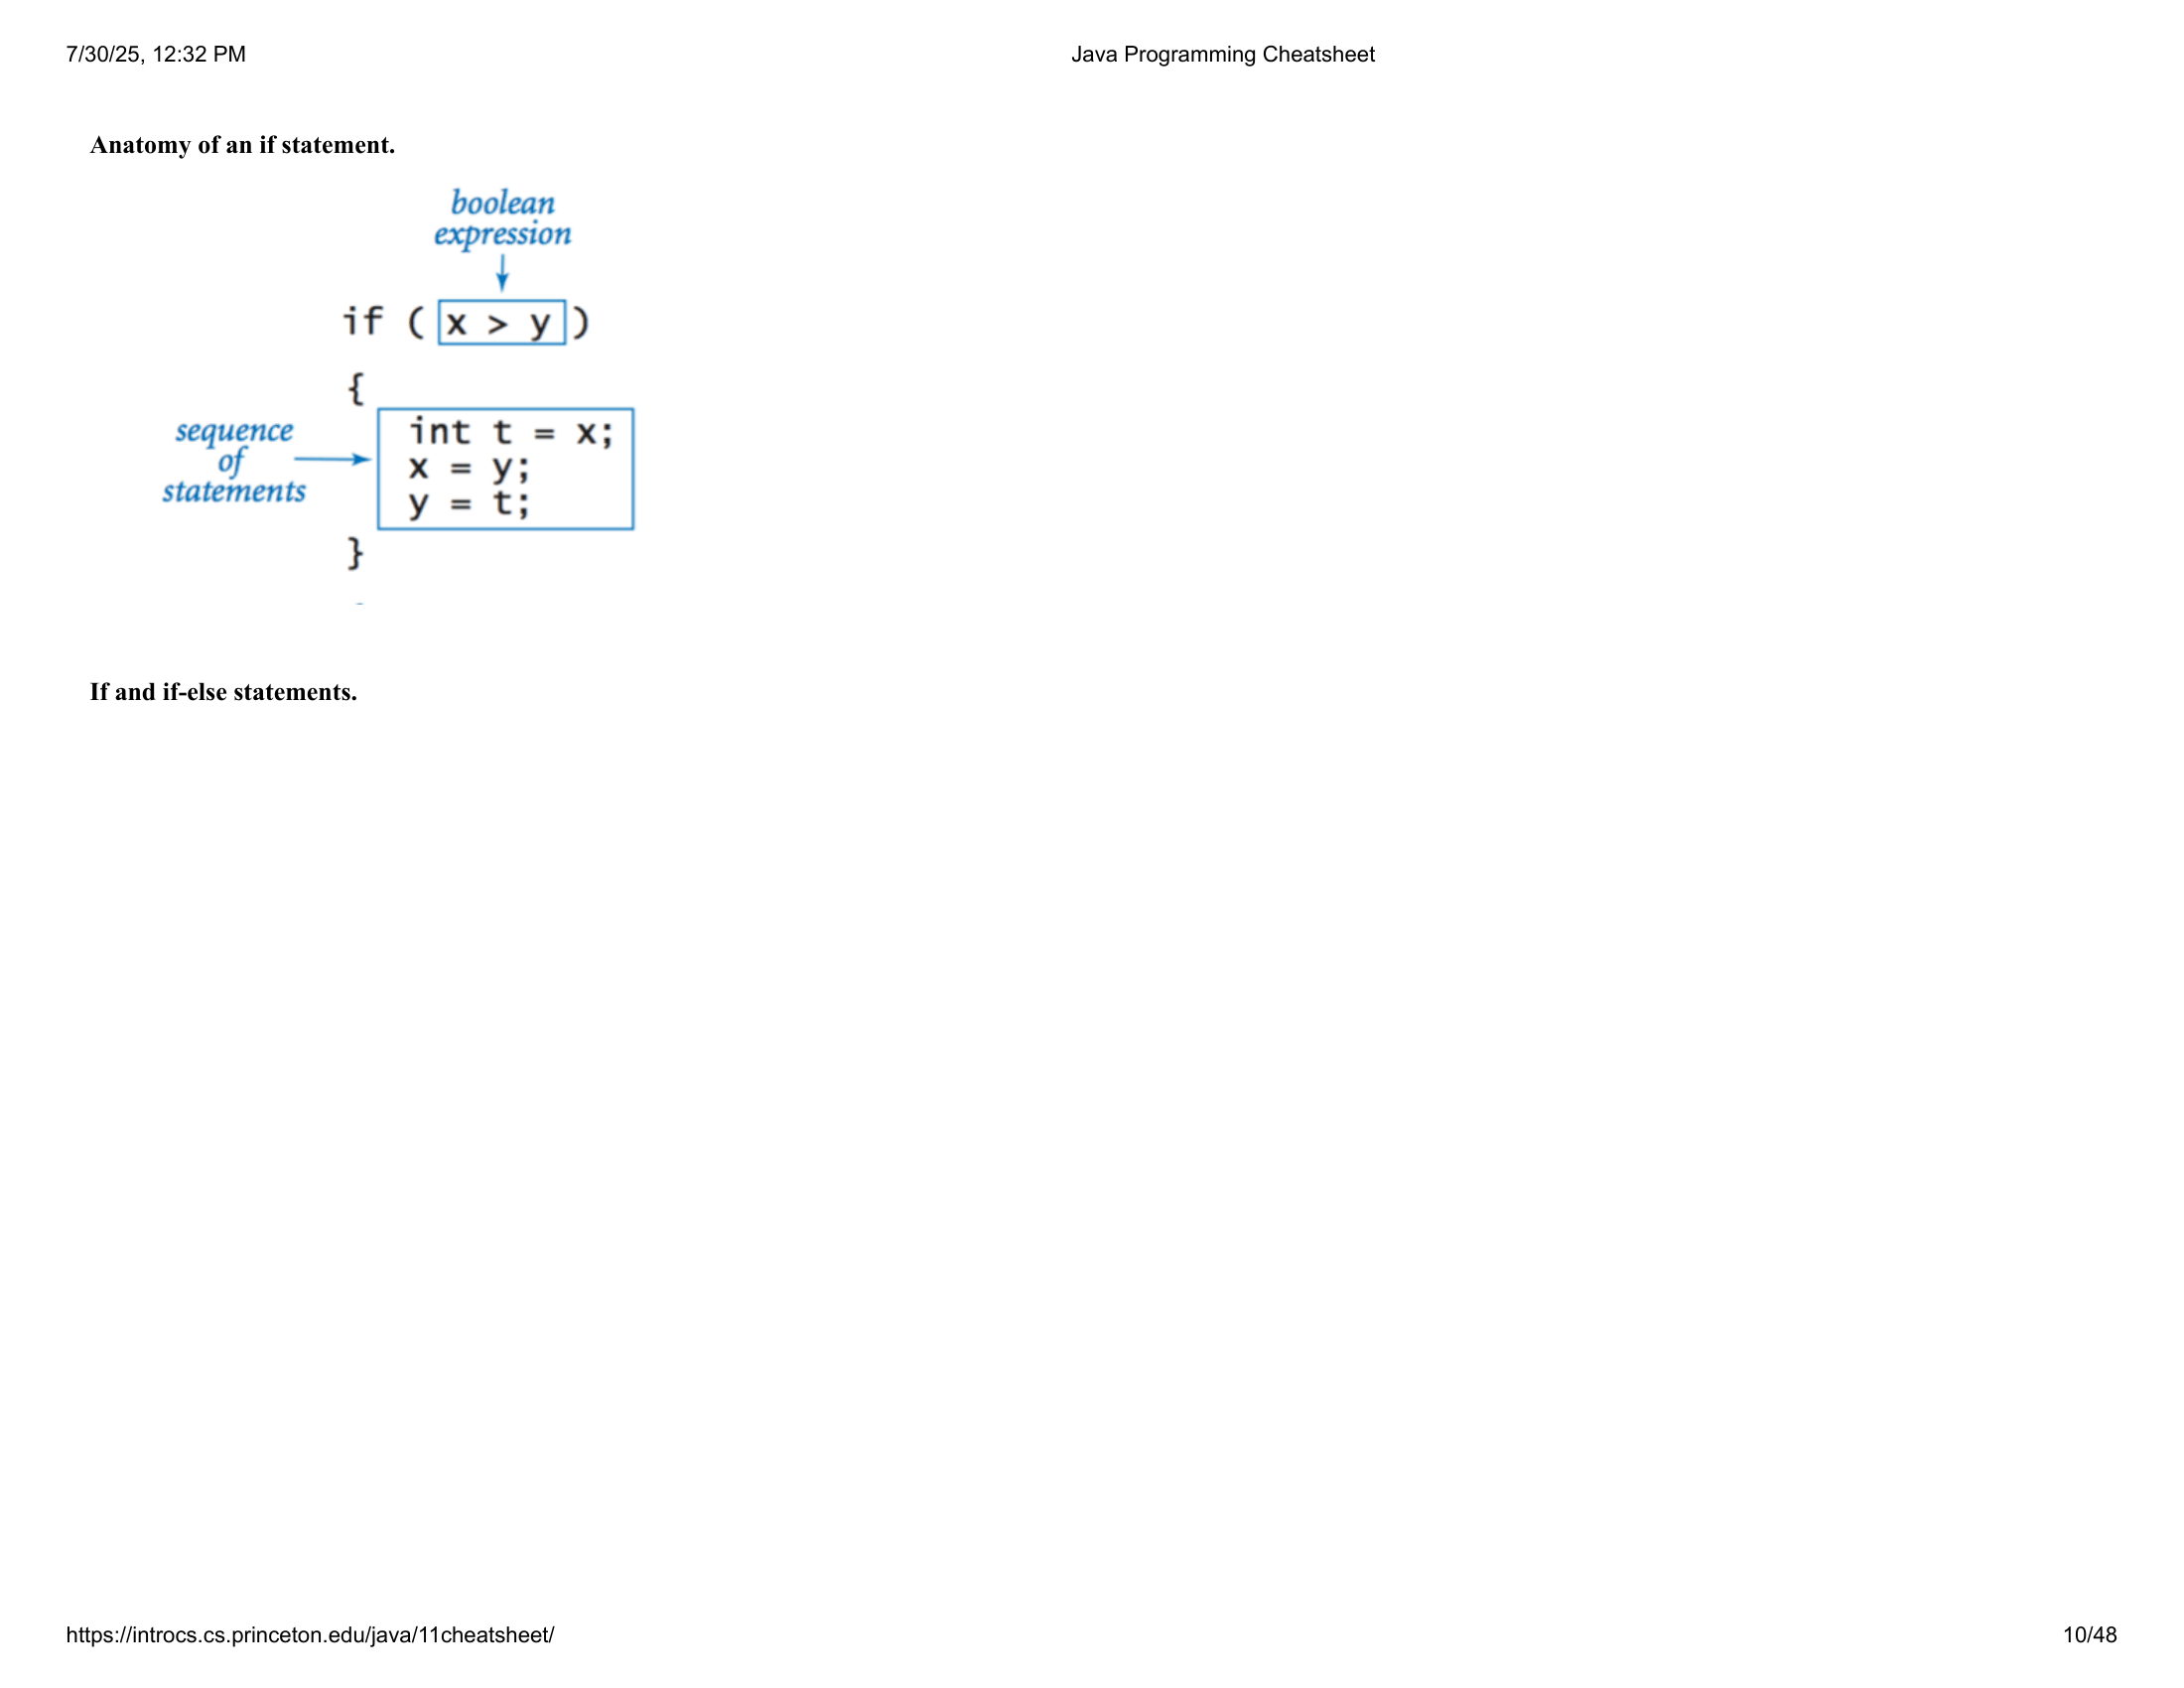 7/30/25, 12:32 PM
Java Programming Cheatsheet
Anatomy of an if statement.
boolean
expression
if ( x > y )
{
sequence
of
statements
int t = x;
x = y;
y = t;
}
If and if-else statements.
https://introcs.cs.princeton.edu/java/11cheatsheet/
10/48